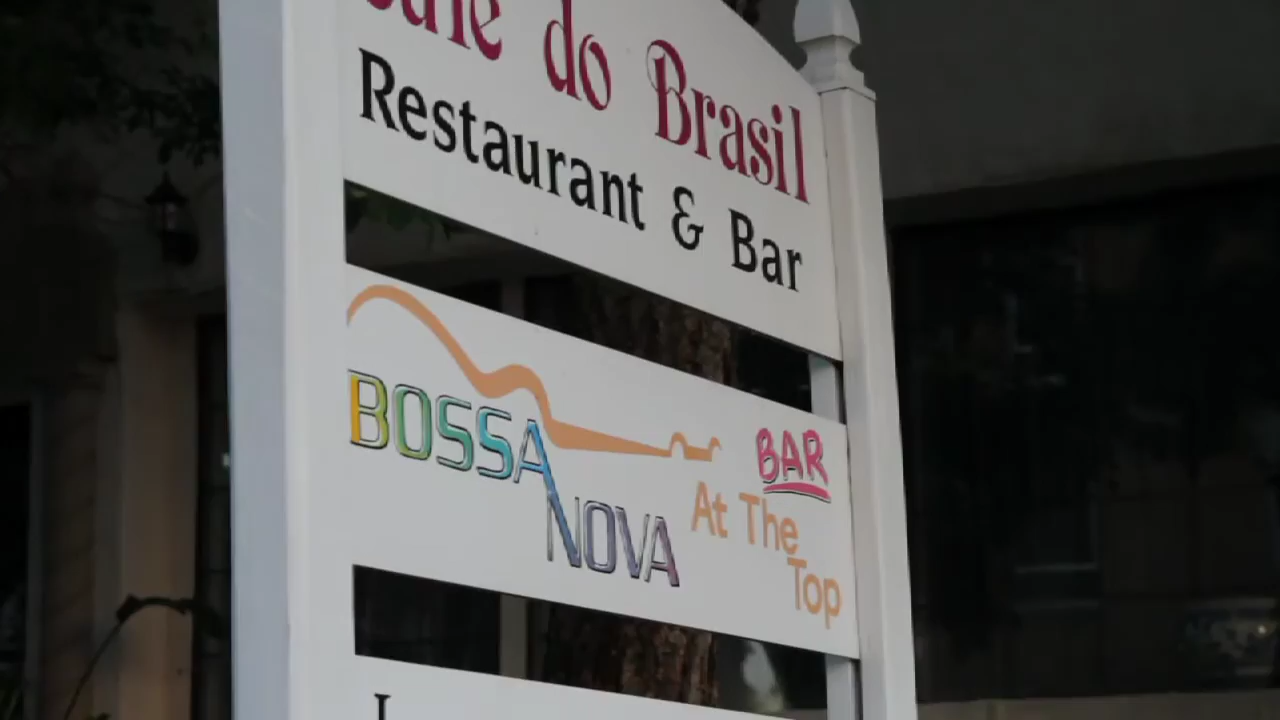 do Brasil
Restaurant & Bar
BOSSA
NOVA
BAR
At The
Top